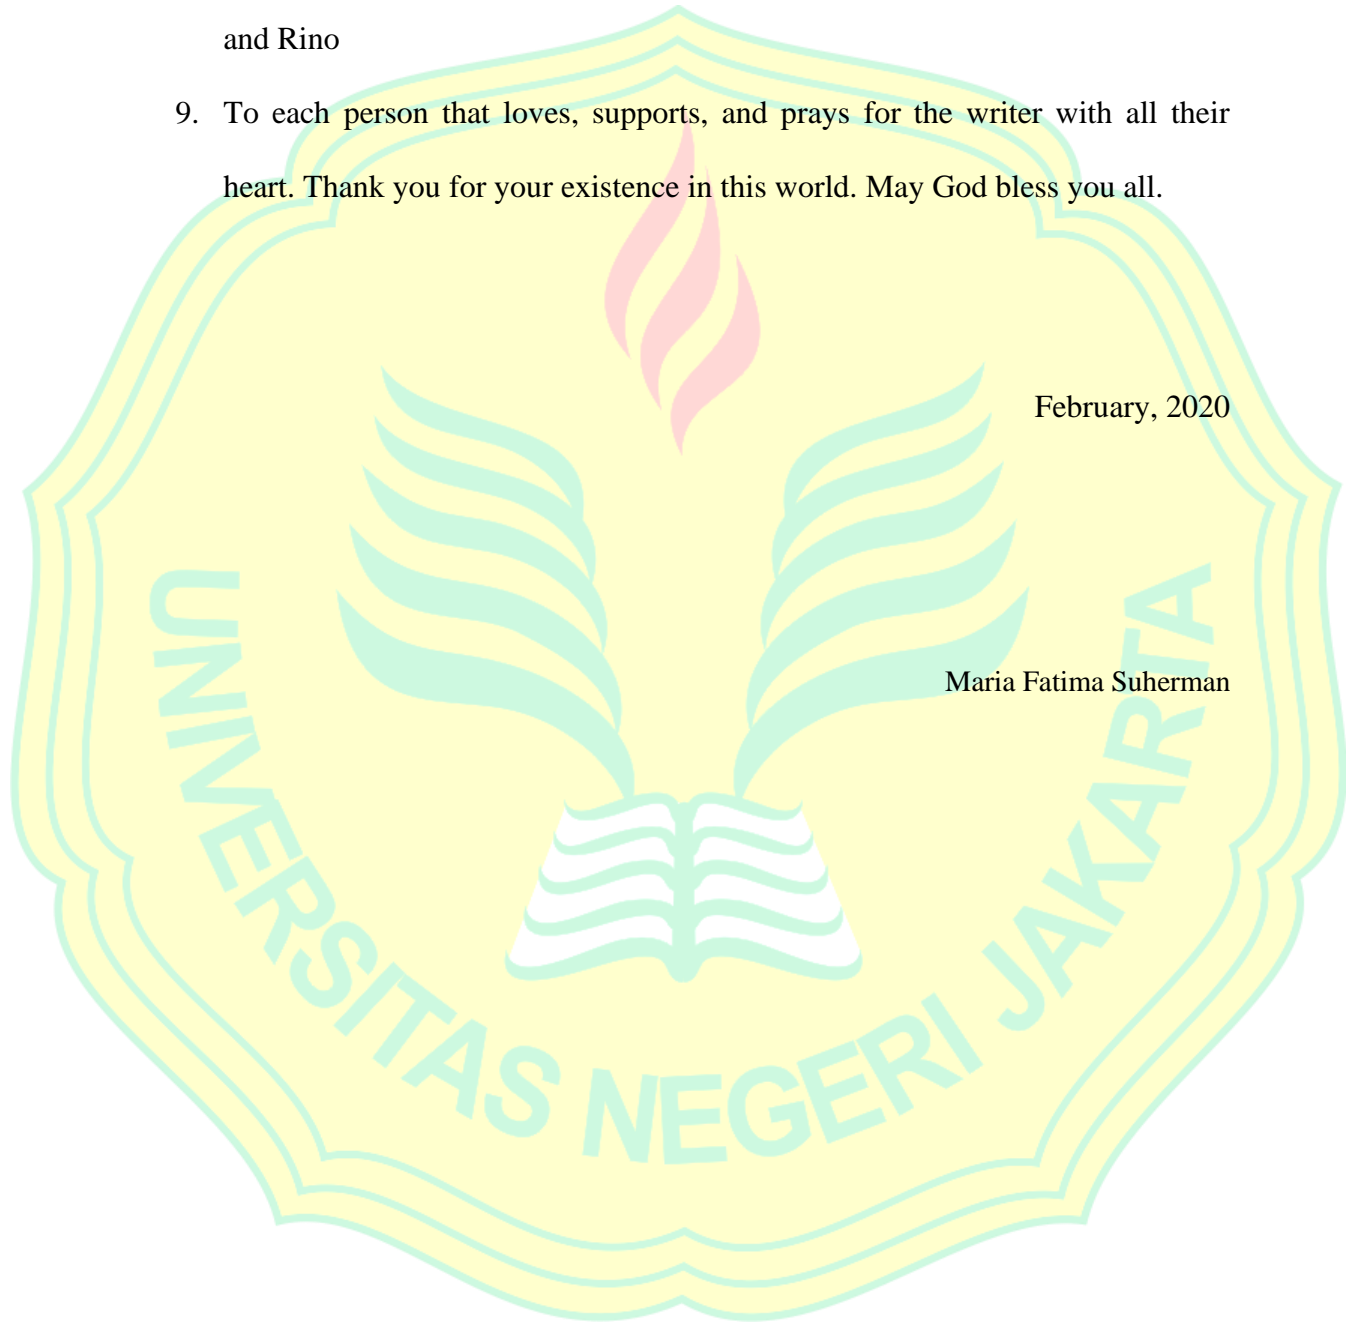 and Rino
9. To each person that loves, supports, and prays for the writer with all their
heart. Thank you for your existence in this world. May God bless you all.
February, 2020
Maria Fatima Suherman
UNIVERSITAS NEGERI JAKARTA